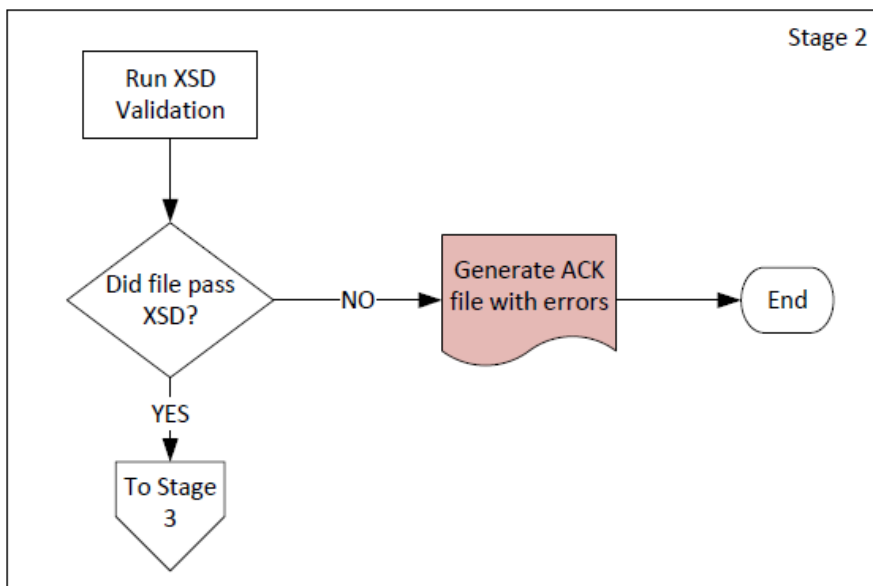 Stage 2
Run XSD
Validation
Did file pass
XSD?
NO
Generate ACK
file with errors
End
YES
To Stage
3